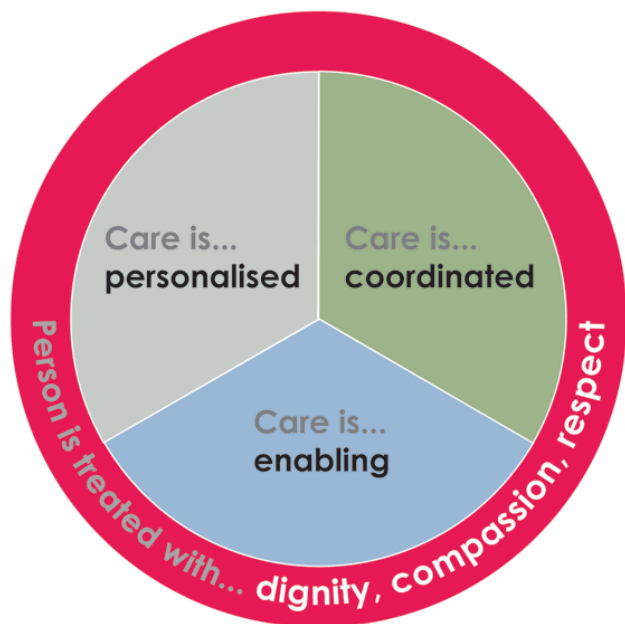 Care is...
personalised
Care is...
coordinated
Care is...
enabling
Person is treated with... dignity, compassion, respect